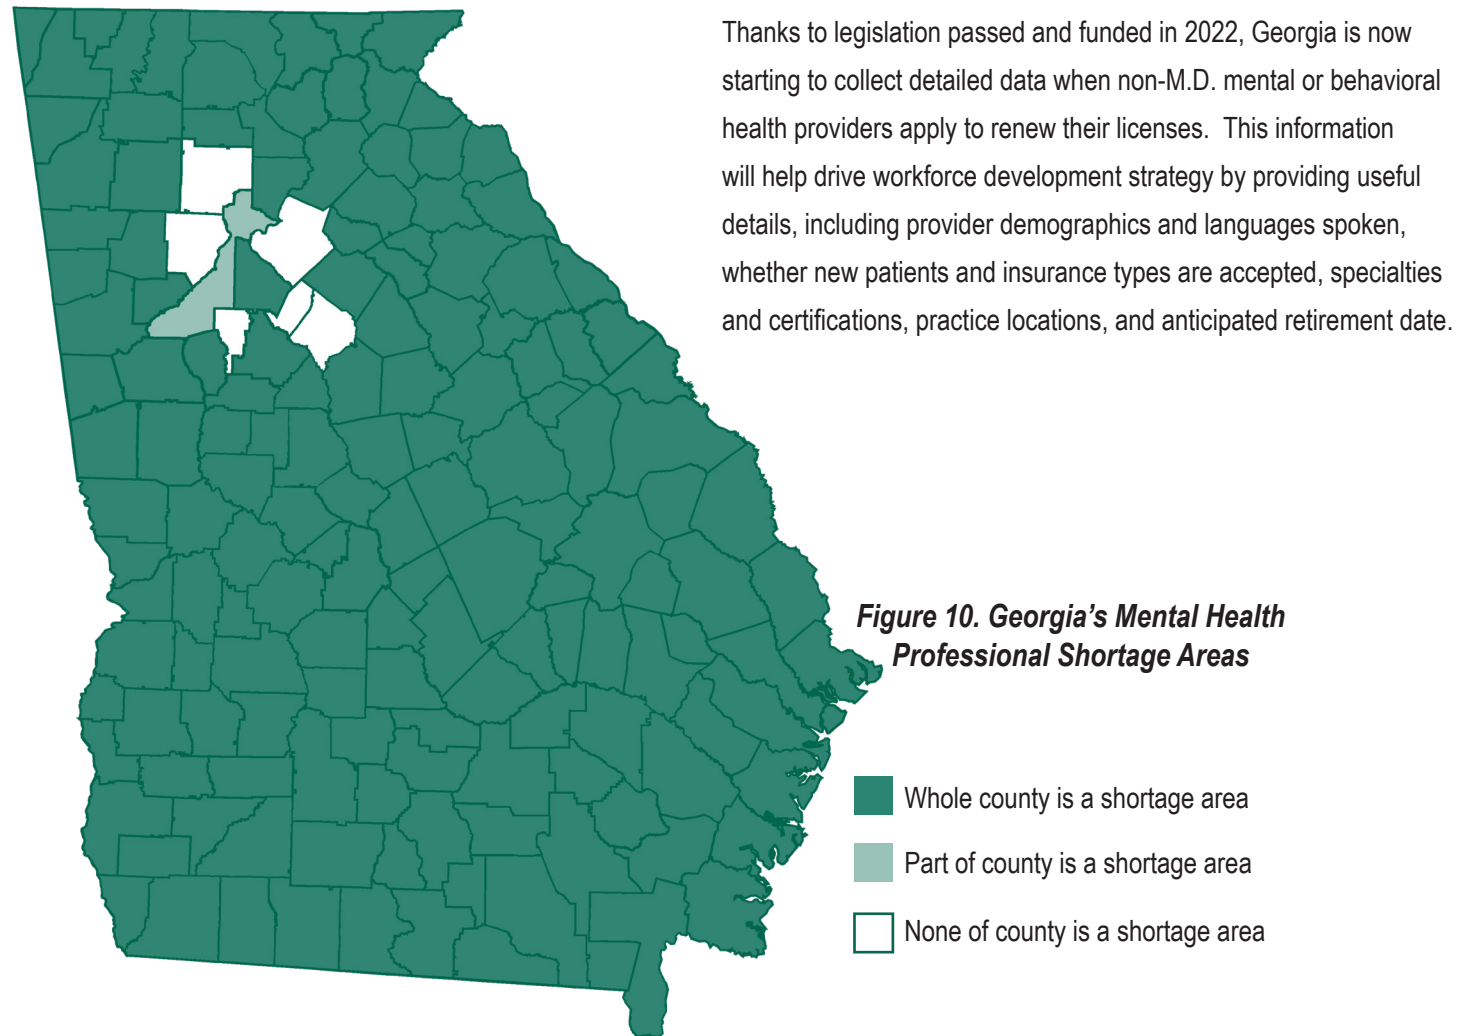 Thanks to legislation passed and funded in 2022, Georgia is now
starting to collect detailed data when non-M.D. mental or behavioral
health providers apply to renew their licenses.  This information
will help drive workforce development strategy by providing useful
details, including provider demographics and languages spoken,
whether new patients and insurance types are accepted, specialties
and certifications, practice locations, and anticipated retirement date.
Figure 10. Georgia’s Mental Health
Professional Shortage Areas
Whole county is a shortage area
Part of county is a shortage area
None of county is a shortage area